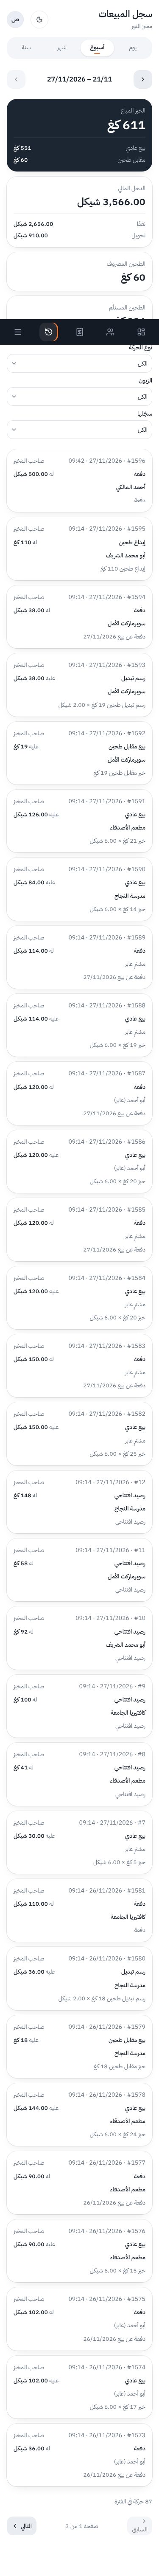 سجل المبيعات
مخبز النور
ص
يوم
أسبوع
شهر
سنة
21/11 – 27/11/2026
الخبز المباع
611 كغ
بيع عادي
551 كغ
بيع مقابل طحين
60 كغ
الدخل المالي
3,566.00 شيكل
نقدًا
2,656.00 شيكل
تحويل
910.00 شيكل
الطحين المصروف
60 كغ
الطحين المستلَم
نوع الحركة
الكل
الزبون
الكل
سجّلها
الكل
#1596 · 27/11/2026 · 09:42
صاحب المخبز
دفعة
له 500.00 شيكل
أحمد المالكي
دفعة
#1595 · 27/11/2026 · 09:14
صاحب المخبز
إيداع طحين
له 110 كغ
أبو محمد الشريف
إيداع طحين 110 كغ
#1594 · 27/11/2026 · 09:14
صاحب المخبز
دفعة
له 38.00 شيكل
سوبرماركت الأمل
دفعة عن بيع 27/11/2026
#1593 · 27/11/2026 · 09:14
صاحب المخبز
رسم تبديل
عليه 38.00 شيكل
سوبرماركت الأمل
رسم تبديل طحين 19 كغ × 2.00 شيكل
#1592 · 27/11/2026 · 09:14
صاحب المخبز
بيع مقابل طحين
عليه 19 كغ
سوبرماركت الأمل
خبز مقابل طحين 19 كغ
#1591 · 27/11/2026 · 09:14
صاحب المخبز
بيع عادي
عليه 126.00 شيكل
مطعم الأصدقاء
خبز 21 كغ × 6.00 شيكل
#1590 · 27/11/2026 · 09:14
صاحب المخبز
بيع عادي
عليه 84.00 شيكل
مدرسة النجاح
خبز 14 كغ × 6.00 شيكل
#1589 · 27/11/2026 · 09:14
صاحب المخبز
دفعة
له 114.00 شيكل
مشترٍ عابر
دفعة عن بيع 27/11/2026
#1588 · 27/11/2026 · 09:14
صاحب المخبز
بيع عادي
عليه 114.00 شيكل
مشترٍ عابر
خبز 19 كغ × 6.00 شيكل
#1587 · 27/11/2026 · 09:14
صاحب المخبز
دفعة
له 120.00 شيكل
أبو أحمد (عابر)
دفعة عن بيع 27/11/2026
#1586 · 27/11/2026 · 09:14
صاحب المخبز
بيع عادي
عليه 120.00 شيكل
أبو أحمد (عابر)
خبز 20 كغ × 6.00 شيكل
#1585 · 27/11/2026 · 09:14
صاحب المخبز
دفعة
له 120.00 شيكل
مشترٍ عابر
دفعة عن بيع 27/11/2026
#1584 · 27/11/2026 · 09:14
صاحب المخبز
بيع عادي
عليه 120.00 شيكل
مشترٍ عابر
خبز 20 كغ × 6.00 شيكل
#1583 · 27/11/2026 · 09:14
صاحب المخبز
دفعة
له 150.00 شيكل
مشترٍ عابر
دفعة عن بيع 27/11/2026
#1582 · 27/11/2026 · 09:14
صاحب المخبز
بيع عادي
عليه 150.00 شيكل
مشترٍ عابر
خبز 25 كغ × 6.00 شيكل
#12 · 27/11/2026 · 09:14
صاحب المخبز
رصيد افتتاحي
له 148 كغ
مدرسة النجاح
رصيد افتتاحي
#11 · 27/11/2026 · 09:14
صاحب المخبز
رصيد افتتاحي
له 58 كغ
سوبرماركت الأمل
رصيد افتتاحي
#10 · 27/11/2026 · 09:14
صاحب المخبز
رصيد افتتاحي
له 92 كغ
أبو محمد الشريف
رصيد افتتاحي
#9 · 27/11/2026 · 09:14
صاحب المخبز
رصيد افتتاحي
له 100 كغ
كافتيريا الجامعة
رصيد افتتاحي
#8 · 27/11/2026 · 09:14
صاحب المخبز
رصيد افتتاحي
له 41 كغ
مطعم الأصدقاء
رصيد افتتاحي
#7 · 27/11/2026 · 09:14
صاحب المخبز
بيع عادي
عليه 30.00 شيكل
مشترٍ عابر
خبز 5 كغ × 6.00 شيكل
#1581 · 26/11/2026 · 09:14
صاحب المخبز
دفعة
له 110.00 شيكل
كافتيريا الجامعة
دفعة
#1580 · 26/11/2026 · 09:14
صاحب المخبز
رسم تبديل
عليه 36.00 شيكل
مدرسة النجاح
رسم تبديل طحين 18 كغ × 2.00 شيكل
#1579 · 26/11/2026 · 09:14
صاحب المخبز
بيع مقابل طحين
عليه 18 كغ
مدرسة النجاح
خبز مقابل طحين 18 كغ
#1578 · 26/11/2026 · 09:14
صاحب المخبز
بيع عادي
عليه 144.00 شيكل
مطعم الأصدقاء
خبز 24 كغ × 6.00 شيكل
#1577 · 26/11/2026 · 09:14
صاحب المخبز
دفعة
له 90.00 شيكل
مطعم الأصدقاء
دفعة عن بيع 26/11/2026
#1576 · 26/11/2026 · 09:14
صاحب المخبز
بيع عادي
عليه 90.00 شيكل
مطعم الأصدقاء
خبز 15 كغ × 6.00 شيكل
#1575 · 26/11/2026 · 09:14
صاحب المخبز
دفعة
له 102.00 شيكل
أبو أحمد (عابر)
دفعة عن بيع 26/11/2026
#1574 · 26/11/2026 · 09:14
صاحب المخبز
بيع عادي
عليه 102.00 شيكل
أبو أحمد (عابر)
خبز 17 كغ × 6.00 شيكل
#1573 · 26/11/2026 · 09:14
صاحب المخبز
دفعة
له 36.00 شيكل
أبو أحمد (عابر)
دفعة عن بيع 26/11/2026
87 حركة في الفترة
السابق
صفحة 1 من 3
التالي